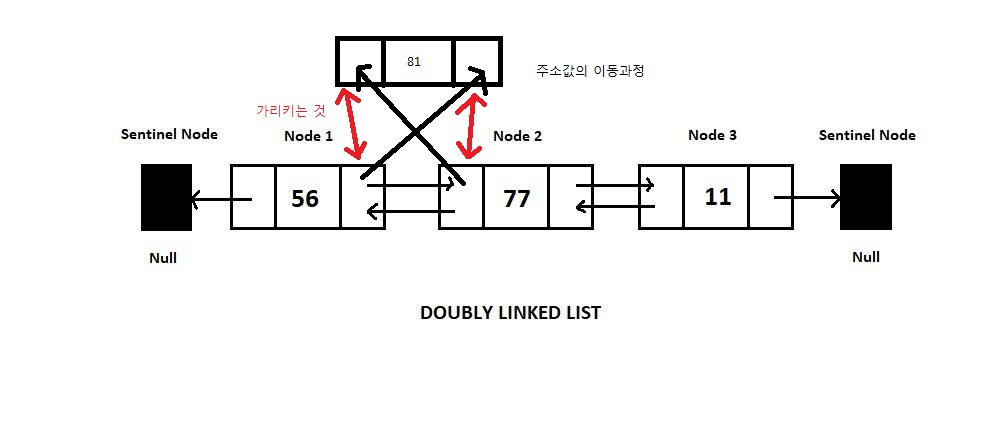 81
주소값의 이동과정
가리키는 것
Sentinel Node
Node 1
Node 2
Node 3
Sentinel Node
56
77
11
Null
Null
DOUBLY LINKED LIST